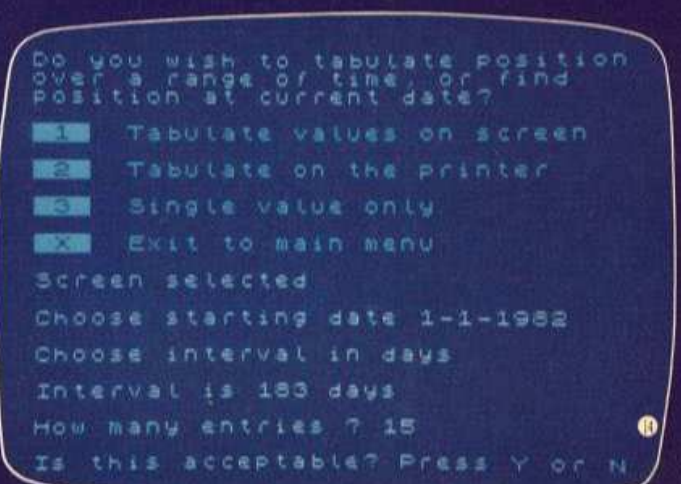 Do you wish to tabulate position
over a range of time, or find
position at current date?
1 Tabulate values on screen
2 Tabulate on the printer
3 Single value only
X Exit to main menu
Screen selected
Choose starting date 1-1-1982
Choose interval in days
Interval is 183 days
How many entries ? 15
Is this acceptable? Press Y or N